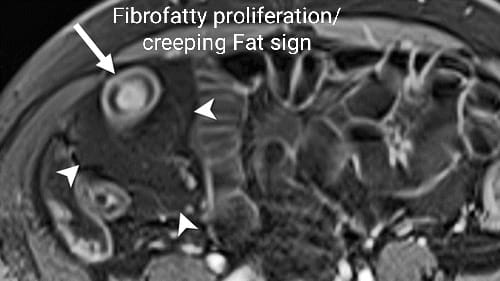 Fibrofatty proliferation/
creeping Fat sign